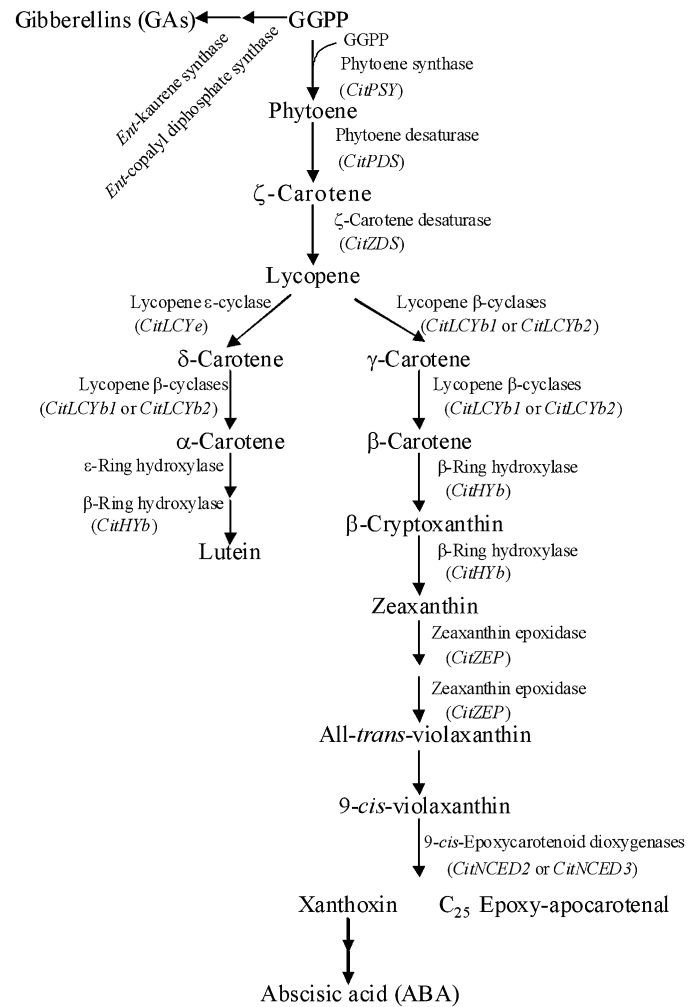 Gibberellins (GAs)
GGPP
Ent-kaurene synthase
Ent-copalyl diphosphate synthase
GGPP
Phytoene synthase
(CitPSY)
Phytoene
Phytoene desaturase
(CitPDS)
ζ-Carotene
ζ-Carotene desaturase
(CitZDS)
Lycopene
Lycopene ε-cyclase
(CitLCYe)
δ-Carotene
Lycopene β-cyclases
(CitLCYb1 or CitLCYb2)
α-Carotene
ε-Ring hydroxylase
β-Ring hydroxylase
(CitHYb)
Lutein
Lycopene β-cyclases
(CitLCYb1 or CitLCYb2)
γ-Carotene
Lycopene β-cyclases
(CitLCYb1 or CitLCYb2)
β-Carotene
β-Ring hydroxylase
(CitHYb)
β-Cryptoxanthin
β-Ring hydroxylase
(CitHYb)
Zeaxanthin
Zeaxanthin epoxidase
(CitZEP)
Zeaxanthin epoxidase
(CitZEP)
All-trans-violaxanthin
9-cis-violaxanthin
9-cis-Epoxycarotenoid dioxygenases
(CitNCED2 or CitNCED3)
Xanthoxin
C25 Epoxy-apocarotenal
Abscisic acid (ABA)